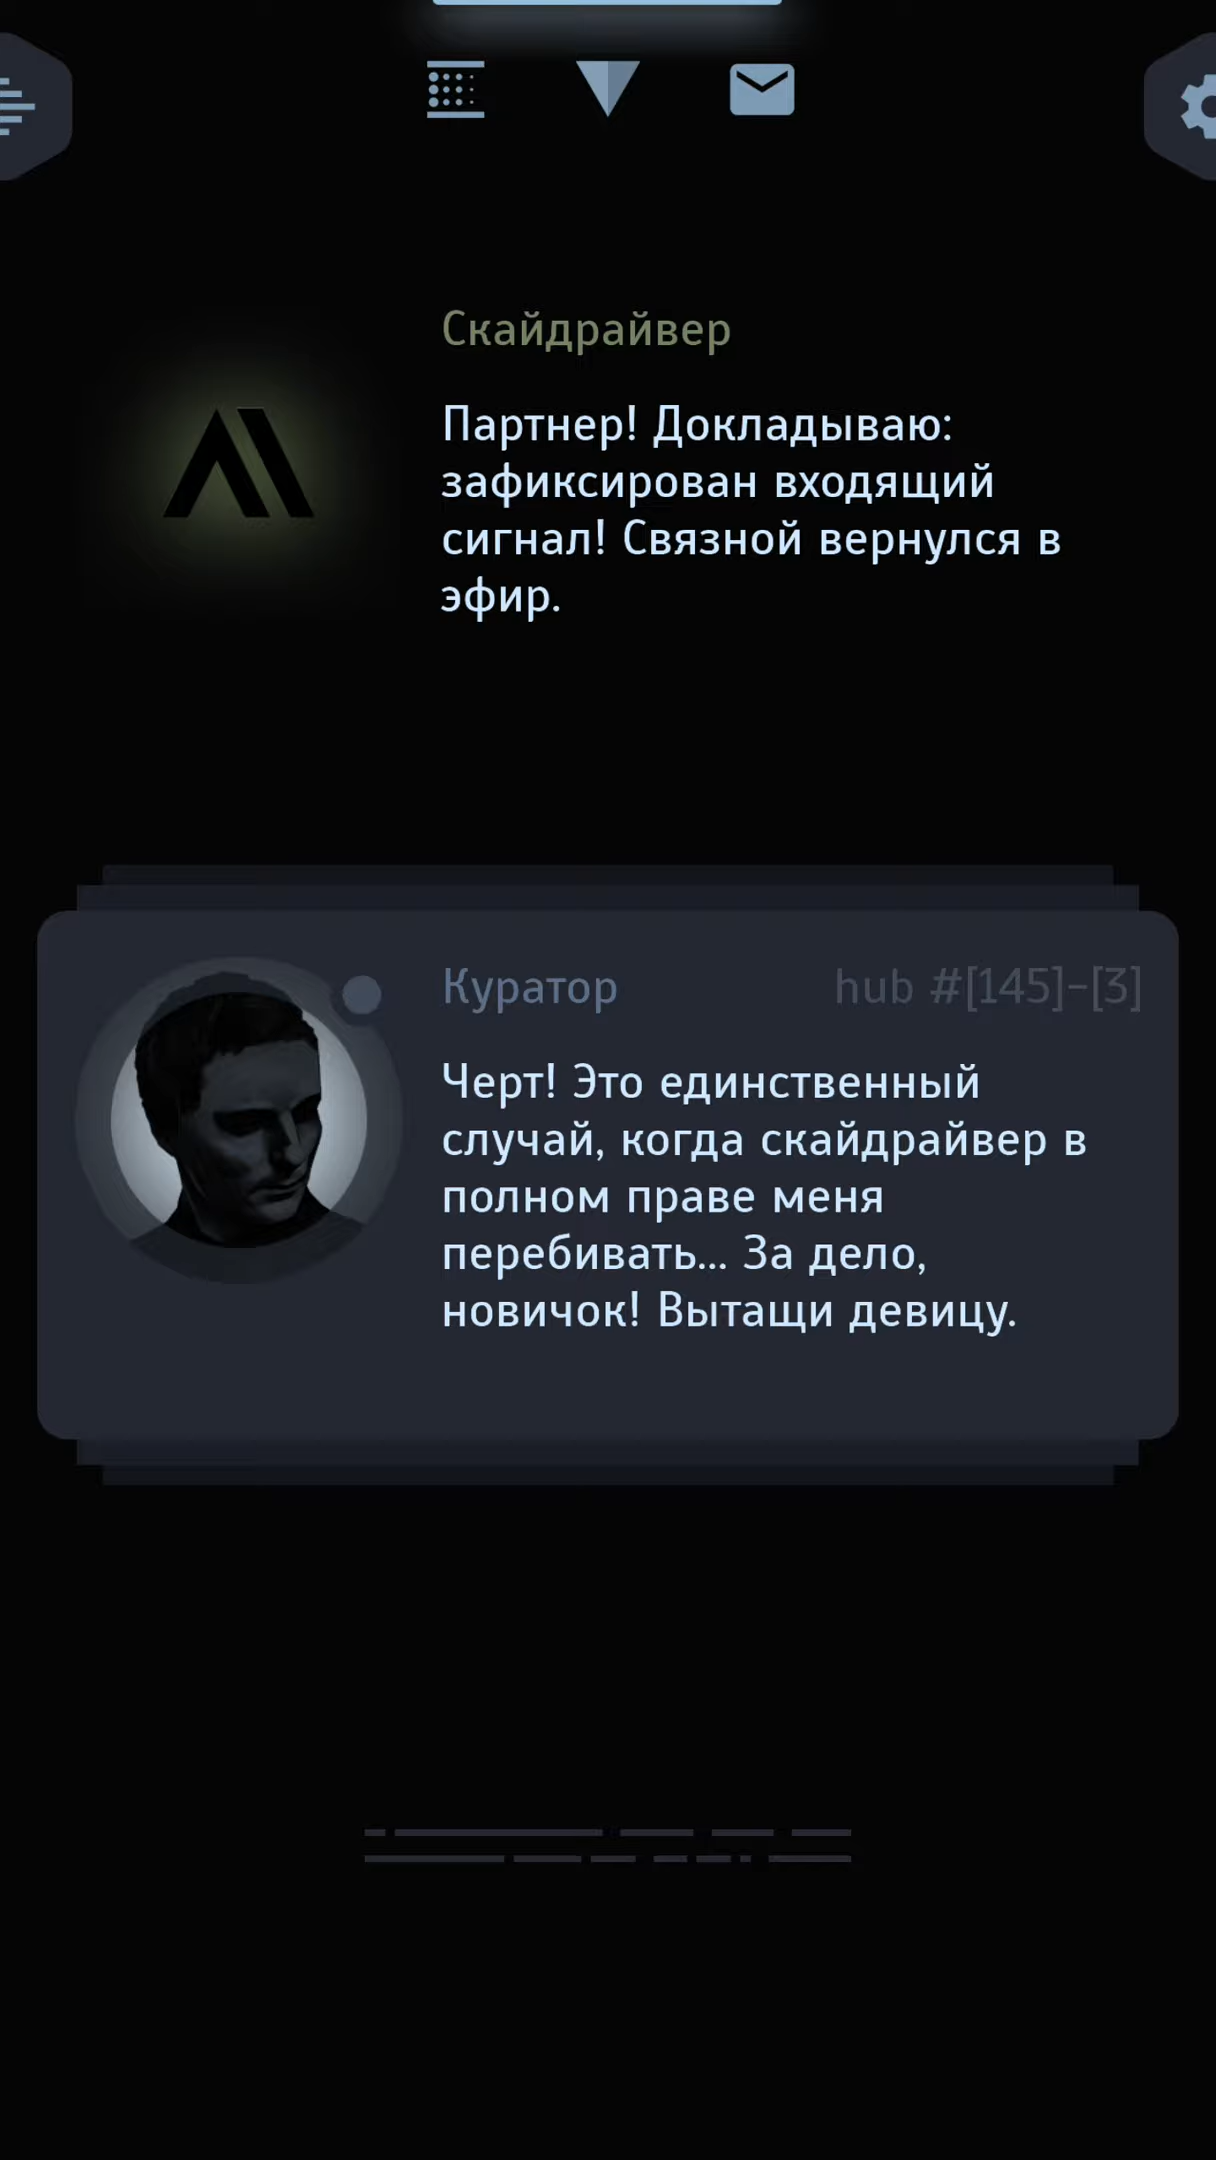 Скайдрайвер
Партнер! Докладываю:
зафиксирован входящий
сигнал! Связной вернулся в
эфир.
Куратор
hub #[145]-[3]
Черт! Это единственный
случай, когда скайдрайвер в
полном праве меня
перебивать... За дело,
новичок! Вытащи девицу.